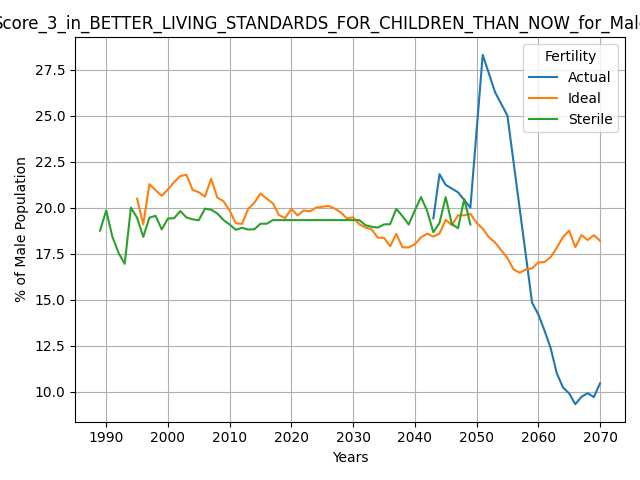 Score_3_in_BETTER_LIVING_STANDARDS_FOR_CHILDREN_THAN_NOW_for_Male
Fertility
Actual
Ideal
Sterile
27.5
25.0
22.5
20.0
17.5
15.0
12.5
10.0
% of Male Population
1990 2000 2010 2020 2030 2040 2050 2060 2070
Years